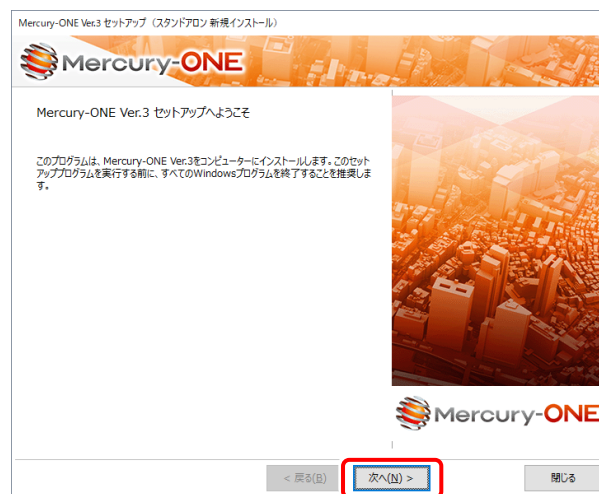 Mercury-ONE Ver.3 セットアップ（スタンドアロン 新規インストール）
Mercury-ONE
Mercury-ONE Ver.3 セットアップへようこそ
このプログラムは、Mercury-ONE Ver.3をコンピューターにインストールします。このセット
アッププログラムを実行する前に、すべてのWindowsプログラムを終了することを推奨しま
す。
Mercury-ONE
< 戻る(B)
次へ(N) >
閉じる